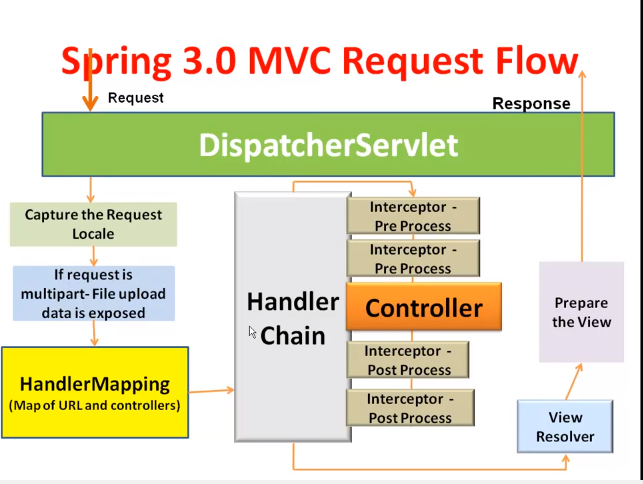 Spring 3.0 MVC Request Flow
Request
Response
DispatcherServlet
Capture the Request
Locale
If request is
multipart- File upload
data is exposed
HandlerMapping
(Map of URL and controllers)
Handler
Chain
Interceptor -
Pre Process
Interceptor -
Pre Process
Controller
Interceptor -
Post Process
Interceptor -
Post Process
View
Resolver
Prepare
the View